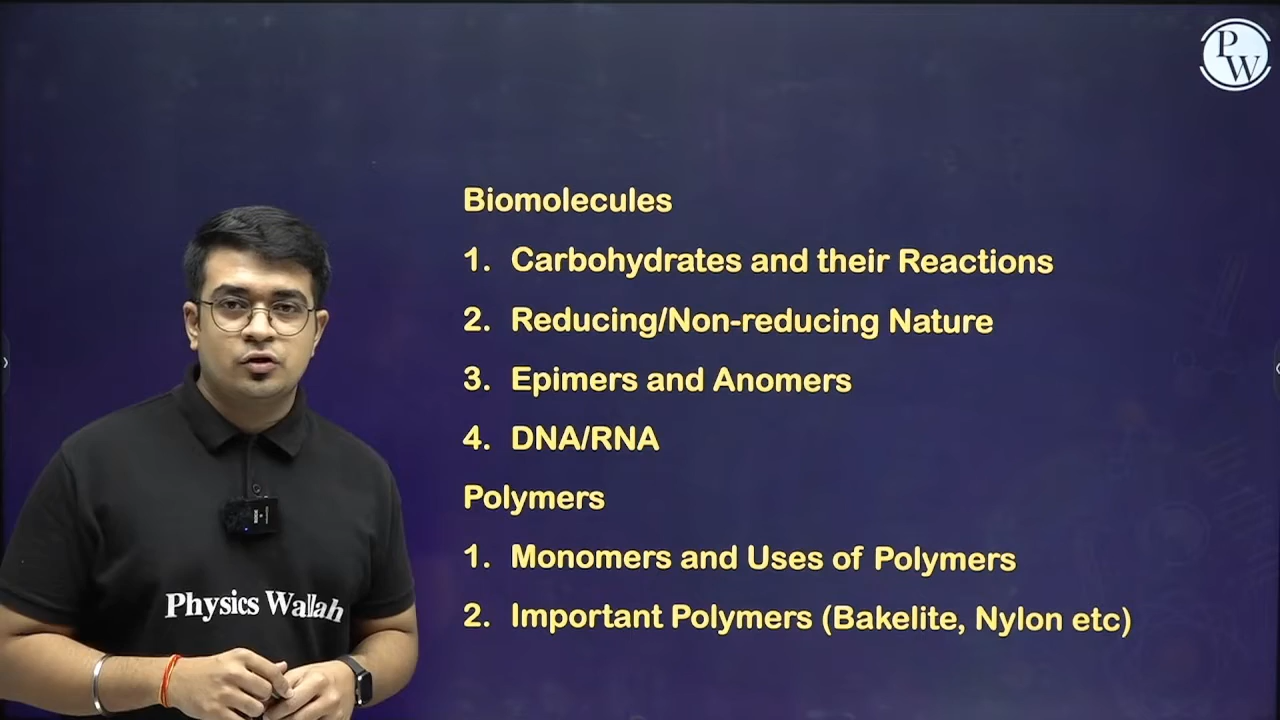 PW
Biomolecules
1. Carbohydrates and their Reactions
2. Reducing/Non-reducing Nature
3. Epimers and Anomers
4. DNA/RNA
Polymers
1. Monomers and Uses of Polymers
2. Important Polymers (Bakelite, Nylon etc)
Physics Wallah